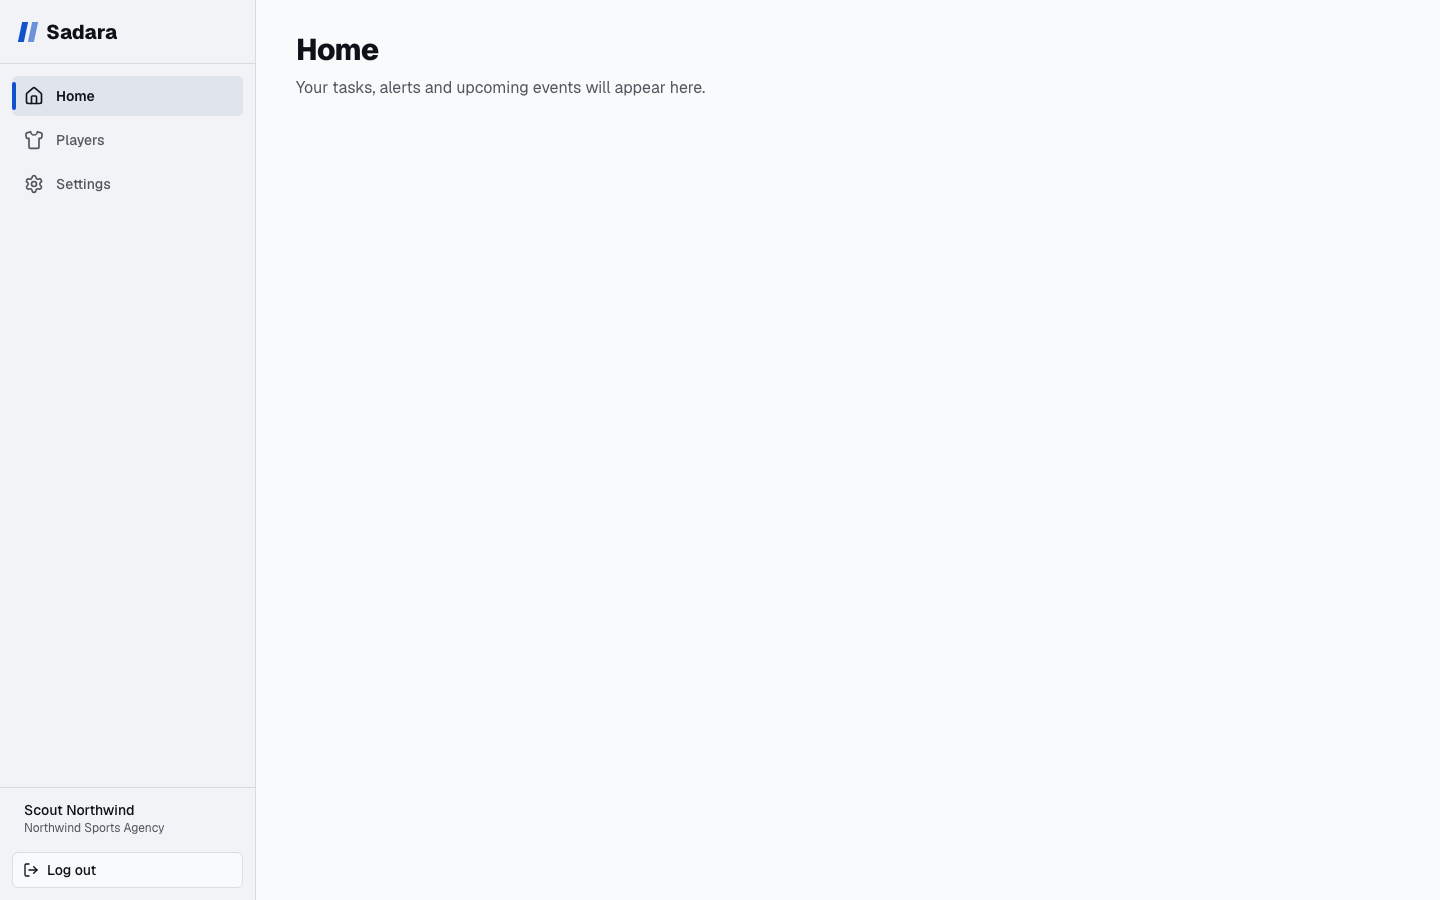 Sadara
Home
Players
Settings
Scout Northwind
Northwind Sports Agency
Log out
Home
Your tasks, alerts and upcoming events will appear here.